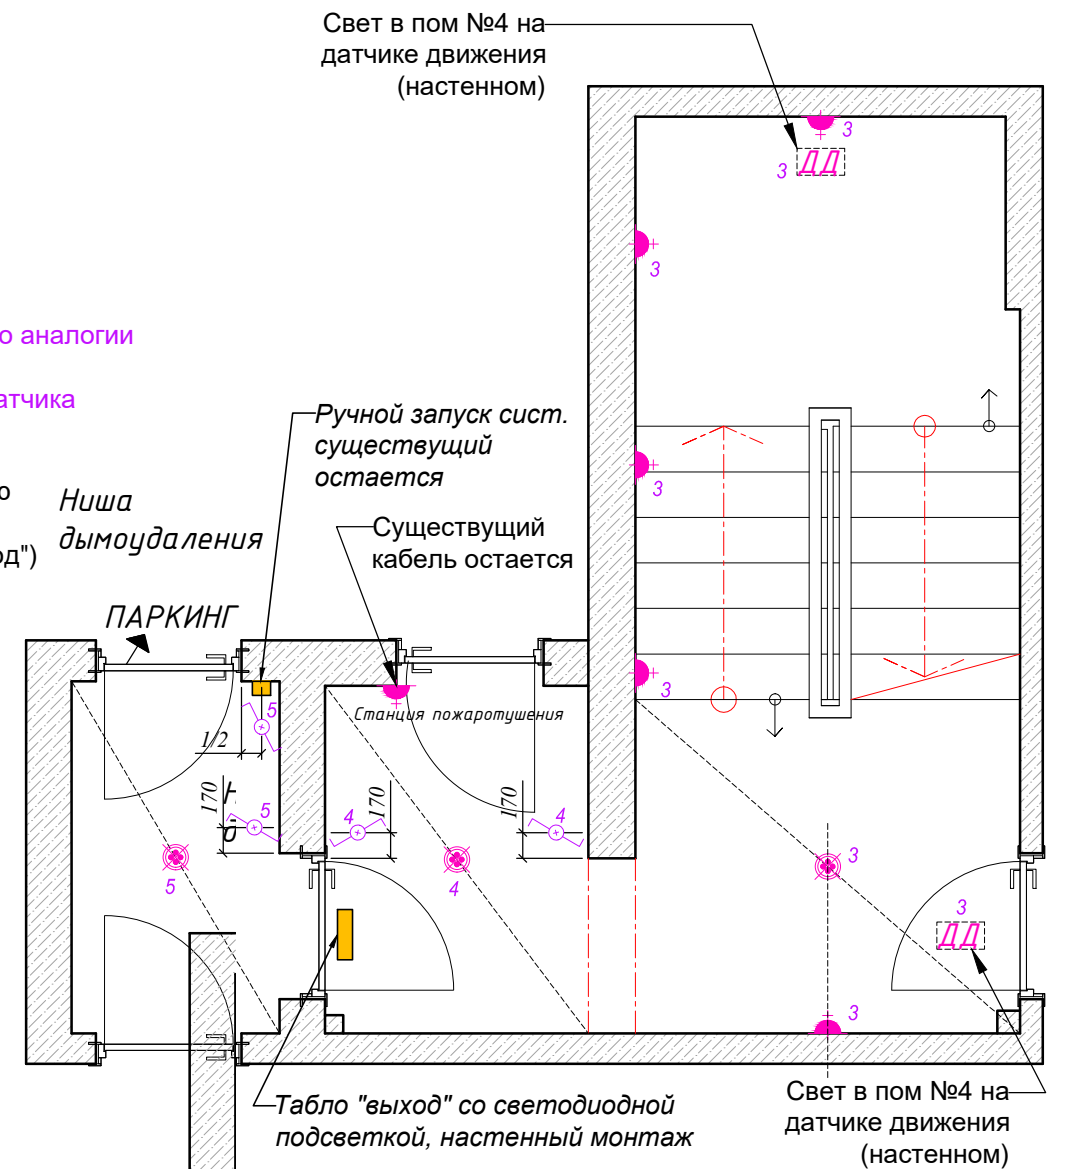 Свет в пом №4 на
датчике движения
(настенном)
3
3
ДД
3
о аналогии
атчика
Ручной запуск сист.
существущий
остается
ю
Ниша
дымоудаления
од")
Существущий
кабель остается
3
3
ПАРКИНГ
Станция пожаротушения
5
1/2
170
5
170
4
170
4
3
5
4
3
ДД
3
Табло "выход" со светодиодной
подсветкой, настенный монтаж
Свет в пом №4 на
датчике движения
(настенном)